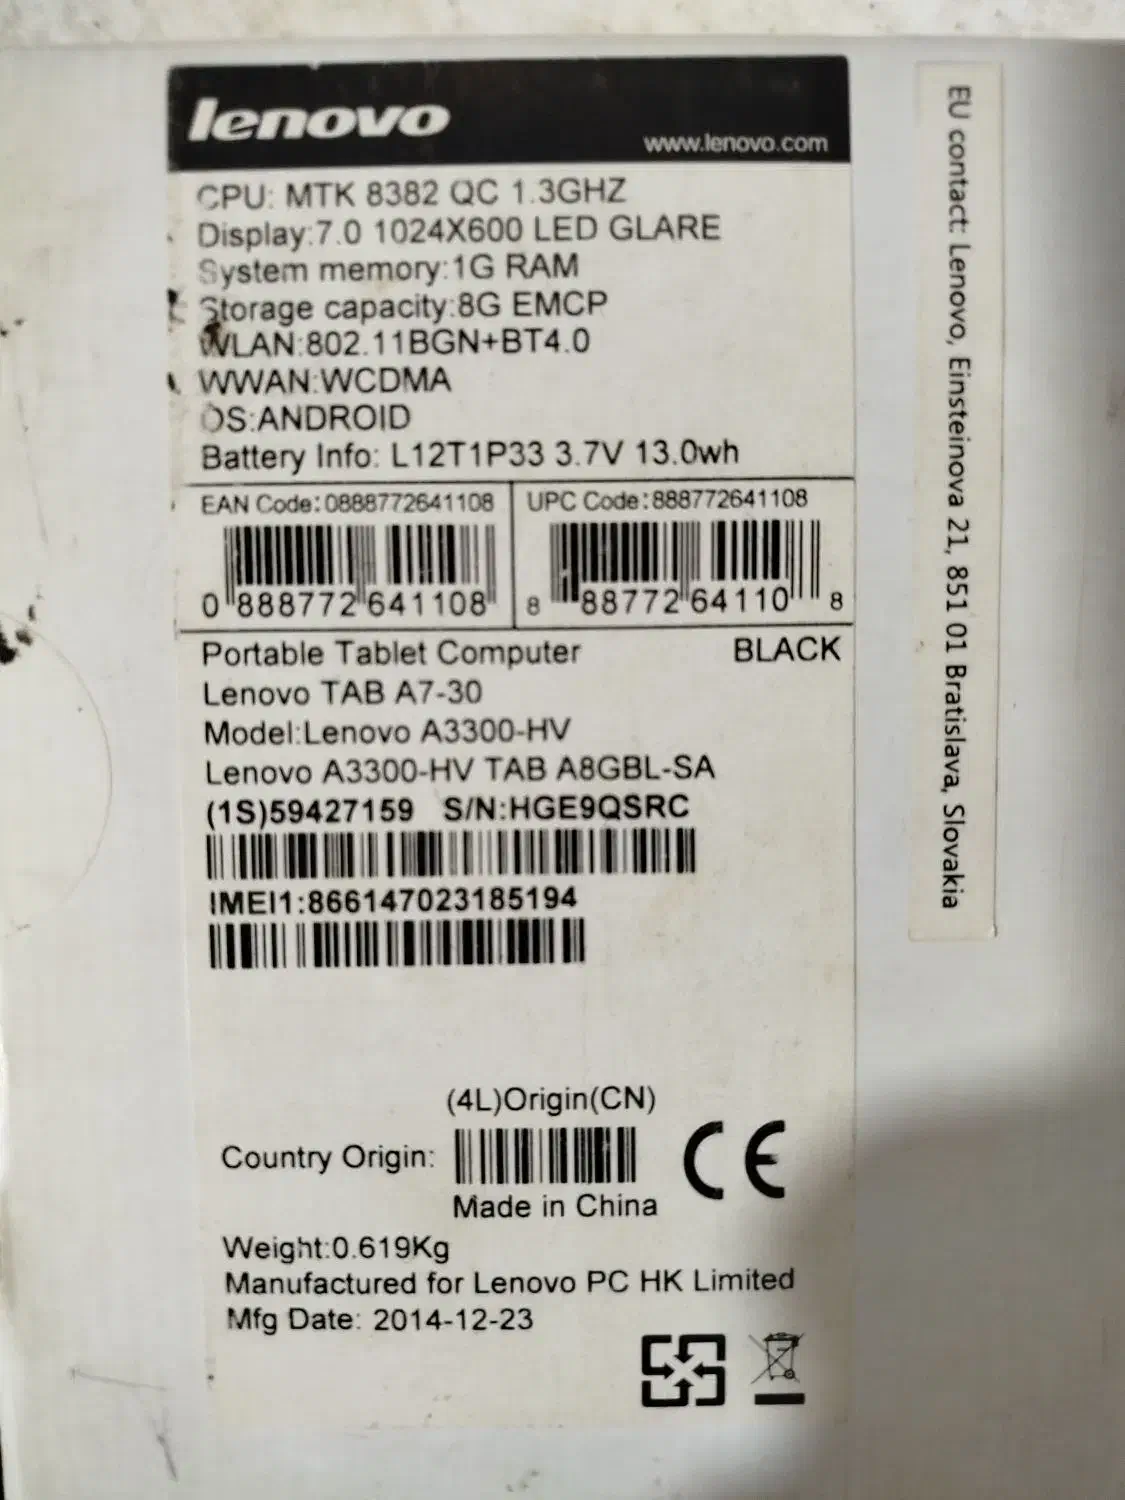 lenovo
www.lenovo.com
CPU: MTK 8382 QC 1.3GHZ
Display:7.0 1024X600 LED GLARE
System memory:1G RAM
Storage capacity:8G EMCP
WLAN:802.11BGN+BT4.0
WWAN:WCDMA
OS:ANDROID
Battery Info: L12T1P33 3.7V 13.0wh
EAN Code:0888772641108
0 888772 641108
UPC Code:888772641108
8 88772 64110 8
Portable Tablet Computer BLACK
Lenovo TAB A7-30
Model:Lenovo A3300-HV
Lenovo A3300-HV TAB A8GBL-SA
(1S)59427159 S/N:HGE9QSRC
IMEI1:866147023185194
(4L)Origin(CN)
Country Origin:
Made in China
CE
Weight:0.619Kg
Manufactured for Lenovo PC HK Limited
Mfg Date: 2014-12-23
EU contact: Lenovo, Einsteinova 21, 851 01 Bratislava, Slovakia